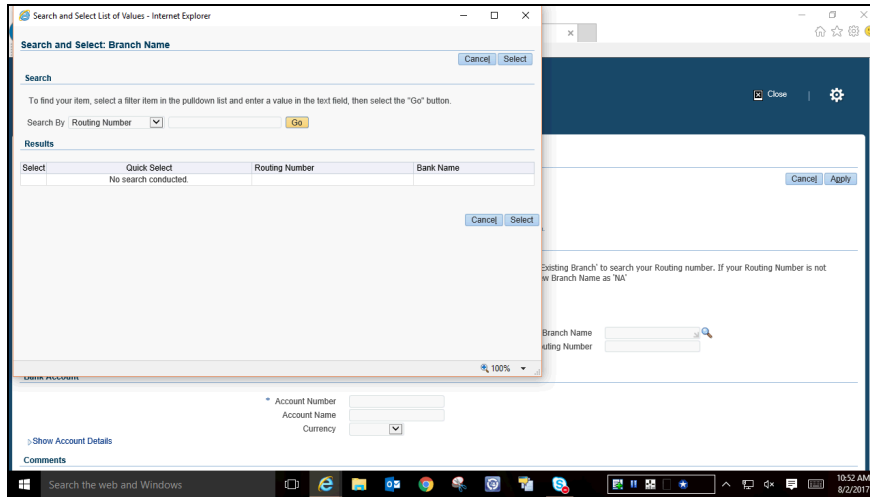 Search and Select List of Values - Internet Explorer
Search and Select: Branch Name
Cancel Select
Search
To find your item, select a filter item in the pulldown list and enter a value in the text field, then select the "Go" button.
Search By Routing Number Go
Results
Select Quick Select Routing Number Bank Name
No search conducted.
Cancel Select
100%
Close
Cancel Apply
Existing Branch' to search your Routing number. If your Routing Number is not
Branch Name as 'NA'
Branch Name
Number
Bank Account
* Account Number
Account Name
Currency
Show Account Details
Comments
Search the web and Windows
10:52 AM
8/2/2017